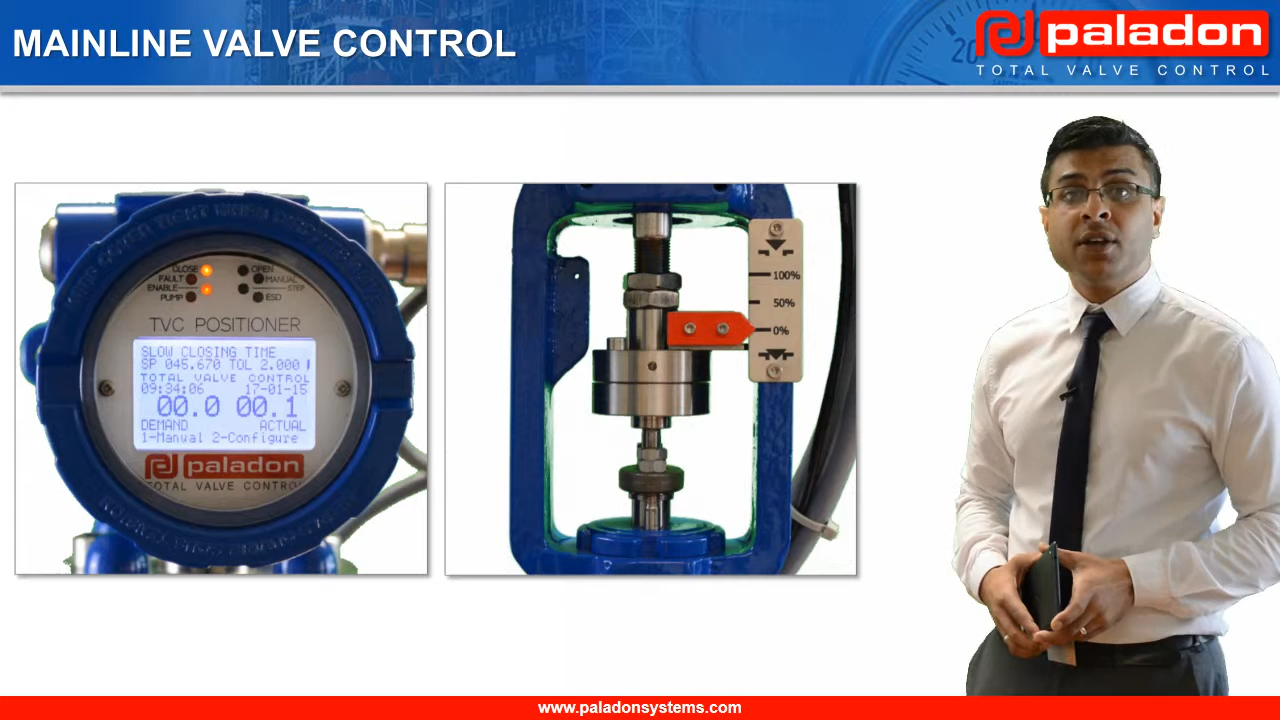 MAINLINE VALVE CONTROL
paladon
TOTAL VALVE CONTROL
CLOSE
OPEN
FAULT
MANUAL
ENABLE
STEP
PUMP
ESD
TVC POSITIONER
SLOW CLOSING TIME
SP 045.670 TOL 2.000
TOTAL VALVE CONTROL
09:34:06 17-01-15
00.0 00.1
DEMAND ACTUAL
1-Manual 2-Configure
paladon
TOTAL VALVE CONTROL
100%
50%
0%
www.paladonsystems.com